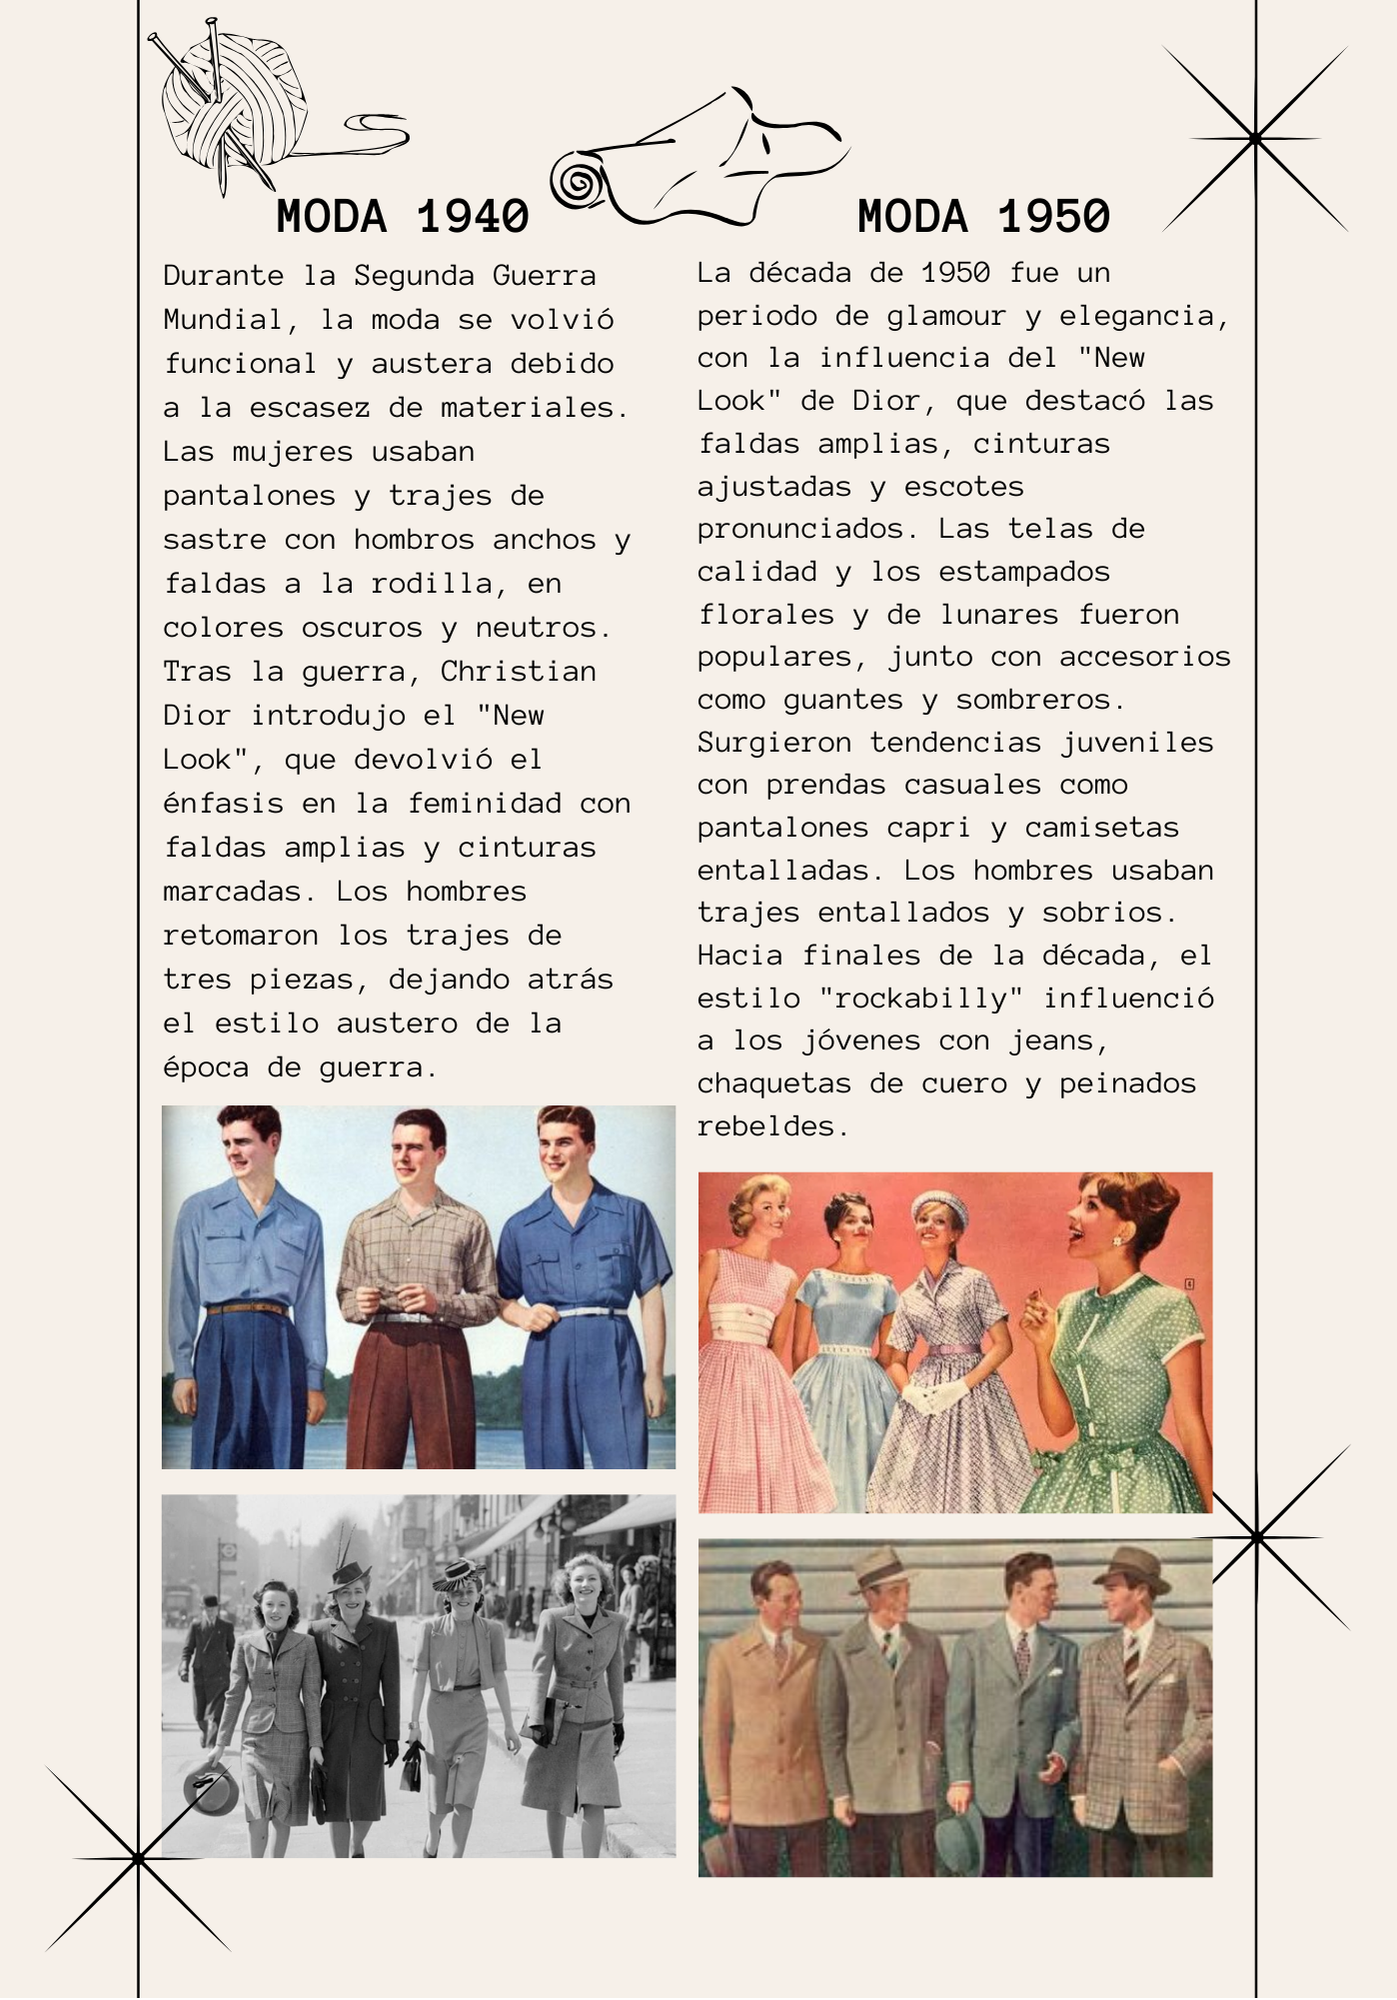 MODA 1940
Durante la Segunda Guerra
Mundial, la moda se volvió
funcional y austera debido
a la escasez de materiales.
Las mujeres usaban
pantalones y trajes de
sastre con hombros anchos y
faldas a la rodilla, en
colores oscuros y neutros.
Tras la guerra, Christian
Dior introdujo el "New
Look", que devolvió el
énfasis en la feminidad con
faldas amplias y cinturas
marcadas. Los hombres
retomaron los trajes de
tres piezas, dejando atrás
el estilo austero de la
época de guerra.
MODA 1950
La década de 1950 fue un
periodo de glamour y elegancia,
con la influencia del "New
Look" de Dior, que destacó las
faldas amplias, cinturas
ajustadas y escotes
pronunciados. Las telas de
calidad y los estampados
florales y de lunares fueron
populares, junto con accesorios
como guantes y sombreros.
Surgieron tendencias juveniles
con prendas casuales como
pantalones capri y camisetas
entalladas. Los hombres usaban
trajes entallados y sobrios.
Hacia finales de la década, el
estilo "rockabilly" influenció
a los jóvenes con jeans,
chaquetas de cuero y peinados
rebeldes.